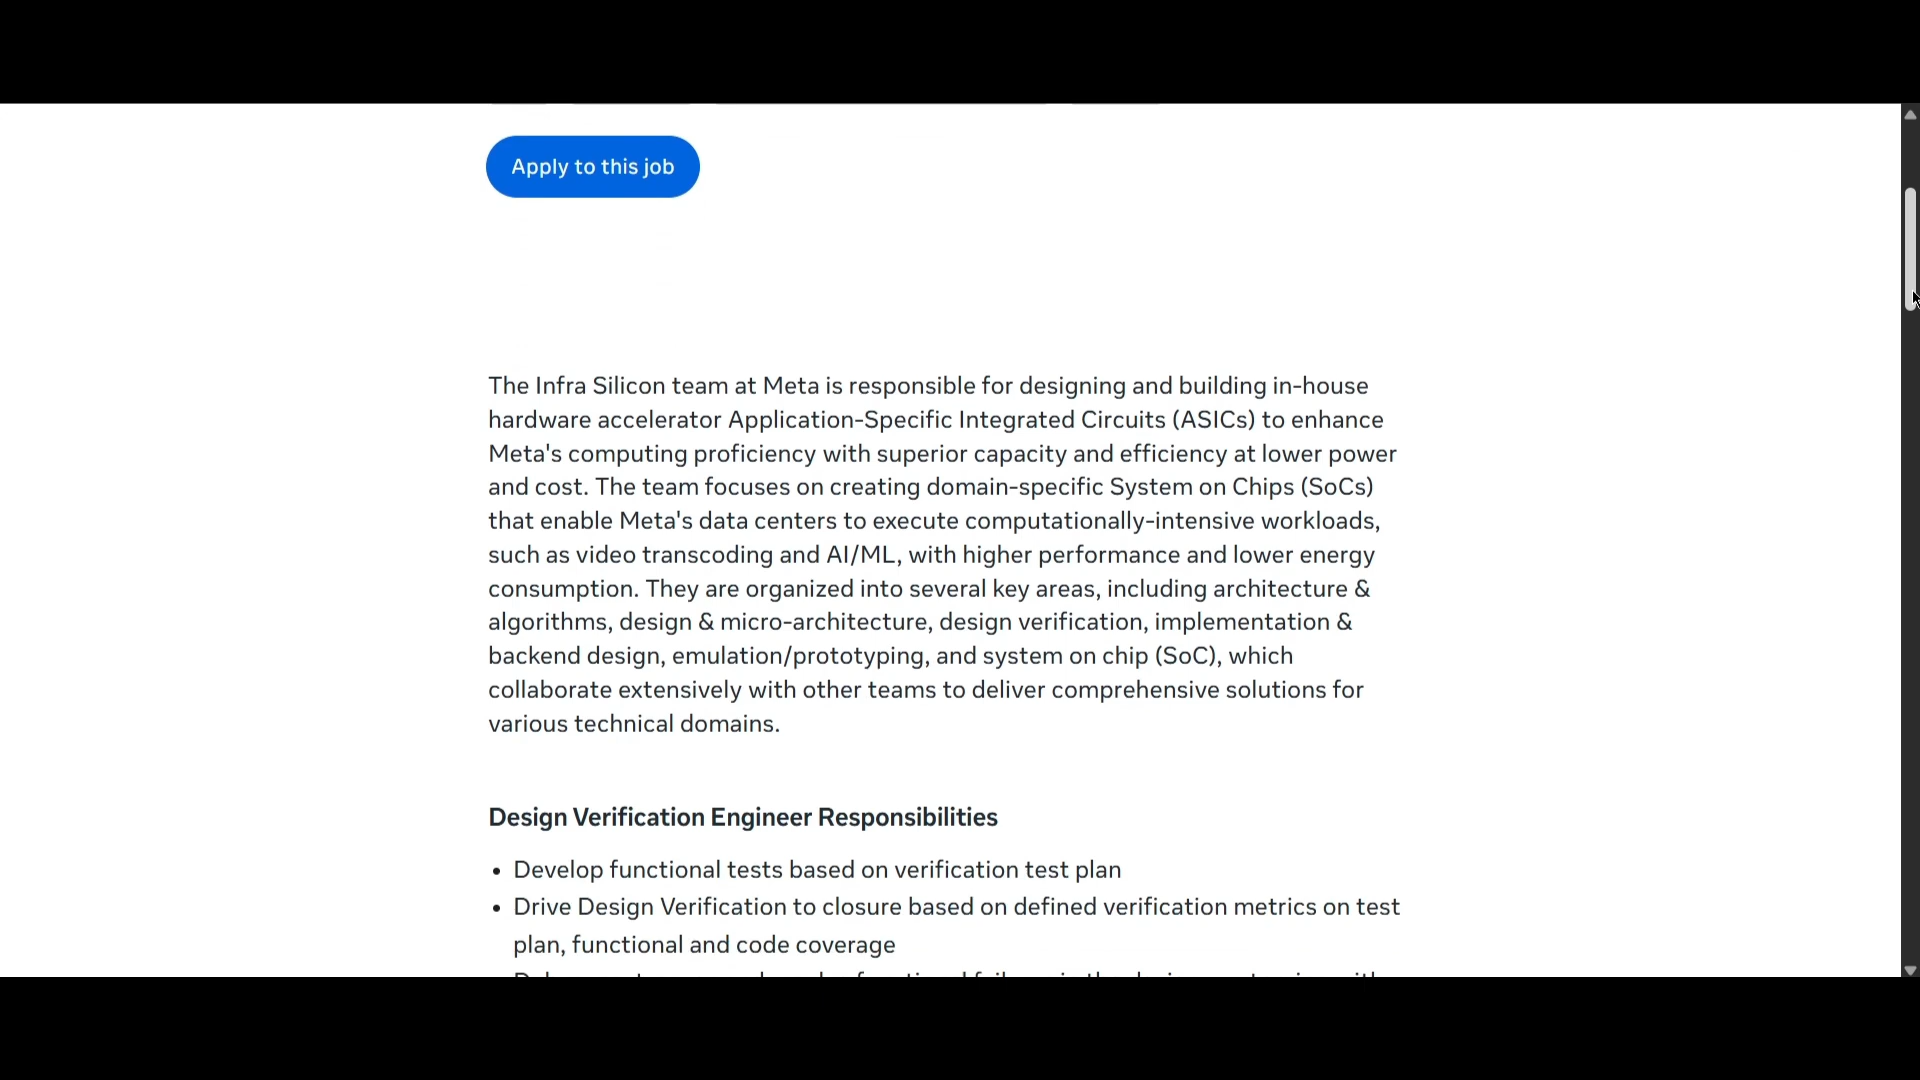 Apply to this job
The Infra Silicon team at Meta is responsible for designing and building in-house
hardware accelerator Application-Specific Integrated Circuits (ASICs) to enhance
Meta's computing proficiency with superior capacity and efficiency at lower power
and cost. The team focuses on creating domain-specific System on Chips (SoCs)
that enable Meta's data centers to execute computationally-intensive workloads,
such as video transcoding and AI/ML, with higher performance and lower energy
consumption. They are organized into several key areas, including architecture &
algorithms, design & micro-architecture, design verification, implementation &
backend design, emulation/prototyping, and system on chip (SoC), which
collaborate extensively with other teams to deliver comprehensive solutions for
various technical domains.
Design Verification Engineer Responsibilities
• Develop functional tests based on verification test plan
• Drive Design Verification to closure based on defined verification metrics on test
plan, functional and code coverage